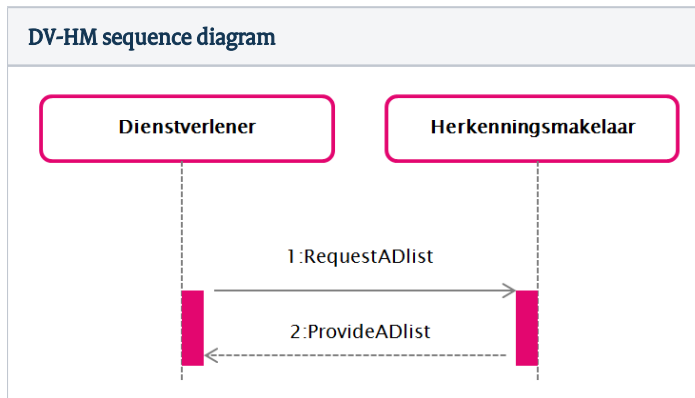 DV-HM sequence diagram
Dienstverlener
Herkenningsmakelaar
1:RequestADlist
2:ProvideADlist